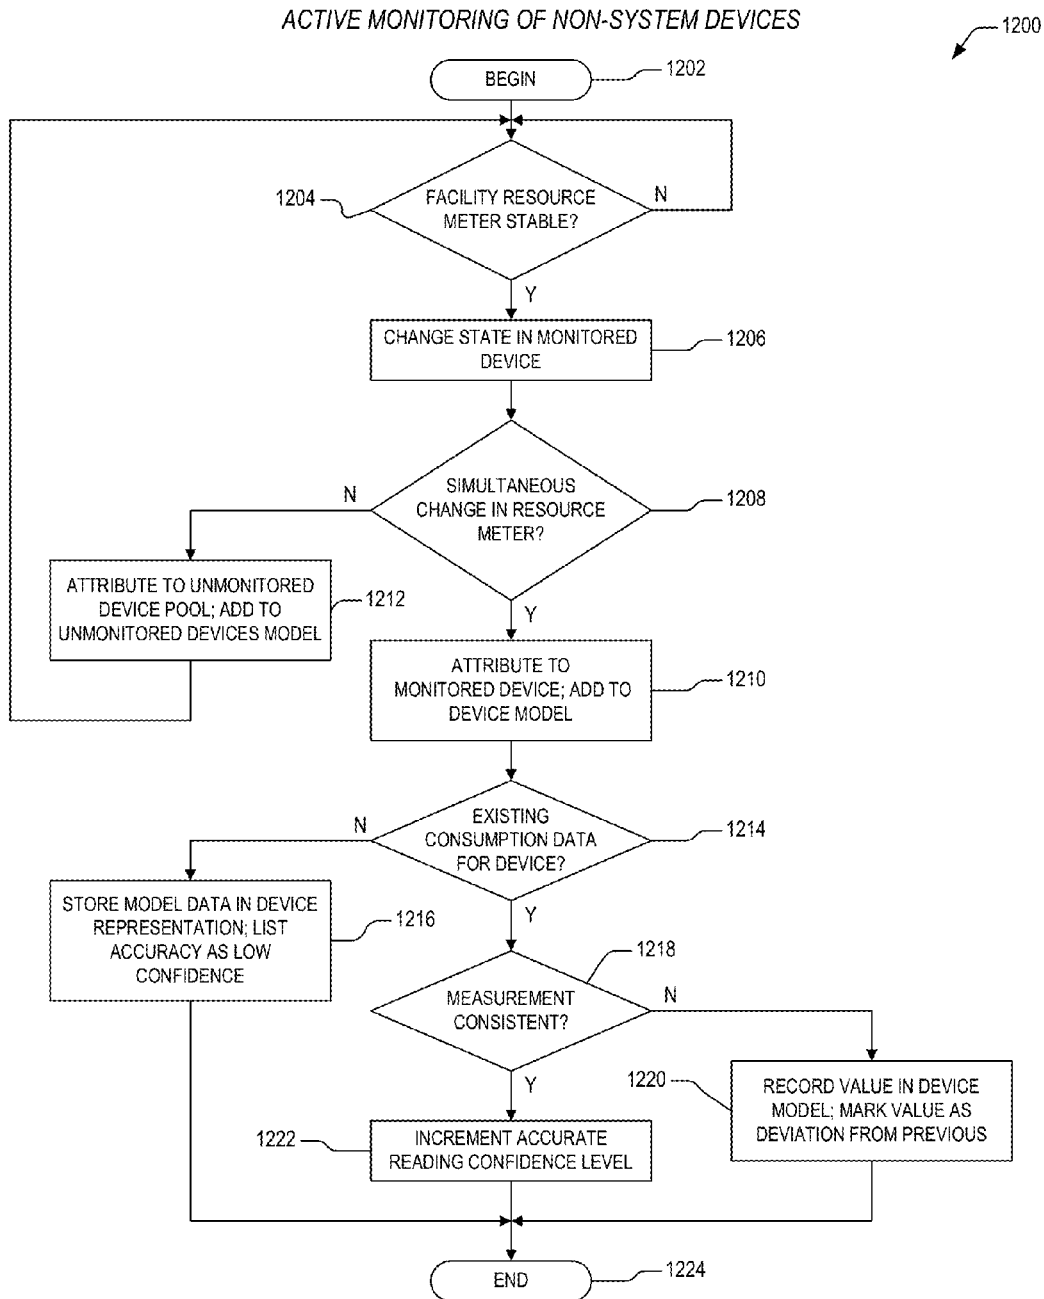 ACTIVE MONITORING OF NON-SYSTEM DEVICES
1200
BEGIN
1202
1204
FACILITY RESOURCE
METER STABLE?
N
Y
CHANGE STATE IN MONITORED
DEVICE
1206
N
SIMULTANEOUS
CHANGE IN RESOURCE
METER?
1208
ATTRIBUTE TO UNMONITORED
DEVICE POOL; ADD TO
UNMONITORED DEVICES MODEL
1212
Y
ATTRIBUTE TO
MONITORED DEVICE; ADD TO
DEVICE MODEL
1210
N
EXISTING
CONSUMPTION DATA
FOR DEVICE?
1214
STORE MODEL DATA IN DEVICE
REPRESENTATION; LIST
ACCURACY AS LOW
CONFIDENCE
1216
Y
1218
MEASUREMENT
CONSISTENT?
N
Y
1220
RECORD VALUE IN DEVICE
MODEL; MARK VALUE AS
DEVIATION FROM PREVIOUS
1222
INCREMENT ACCURATE
READING CONFIDENCE LEVEL
END
1224